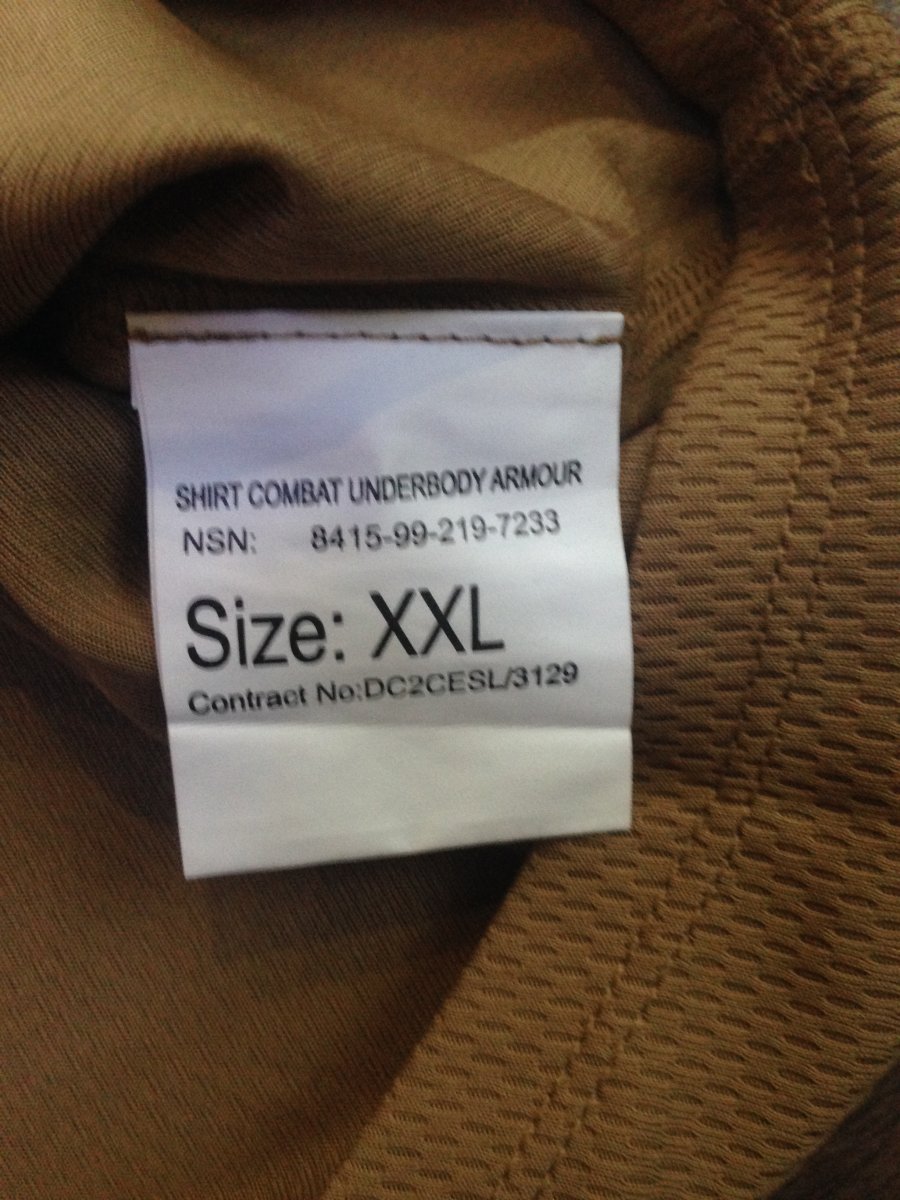 SHIRT COMBAT UNDERBODY ARMOUR
NSN: 8415-99-219-7233
Size: XXL
Contract No:DC2CESL/3129